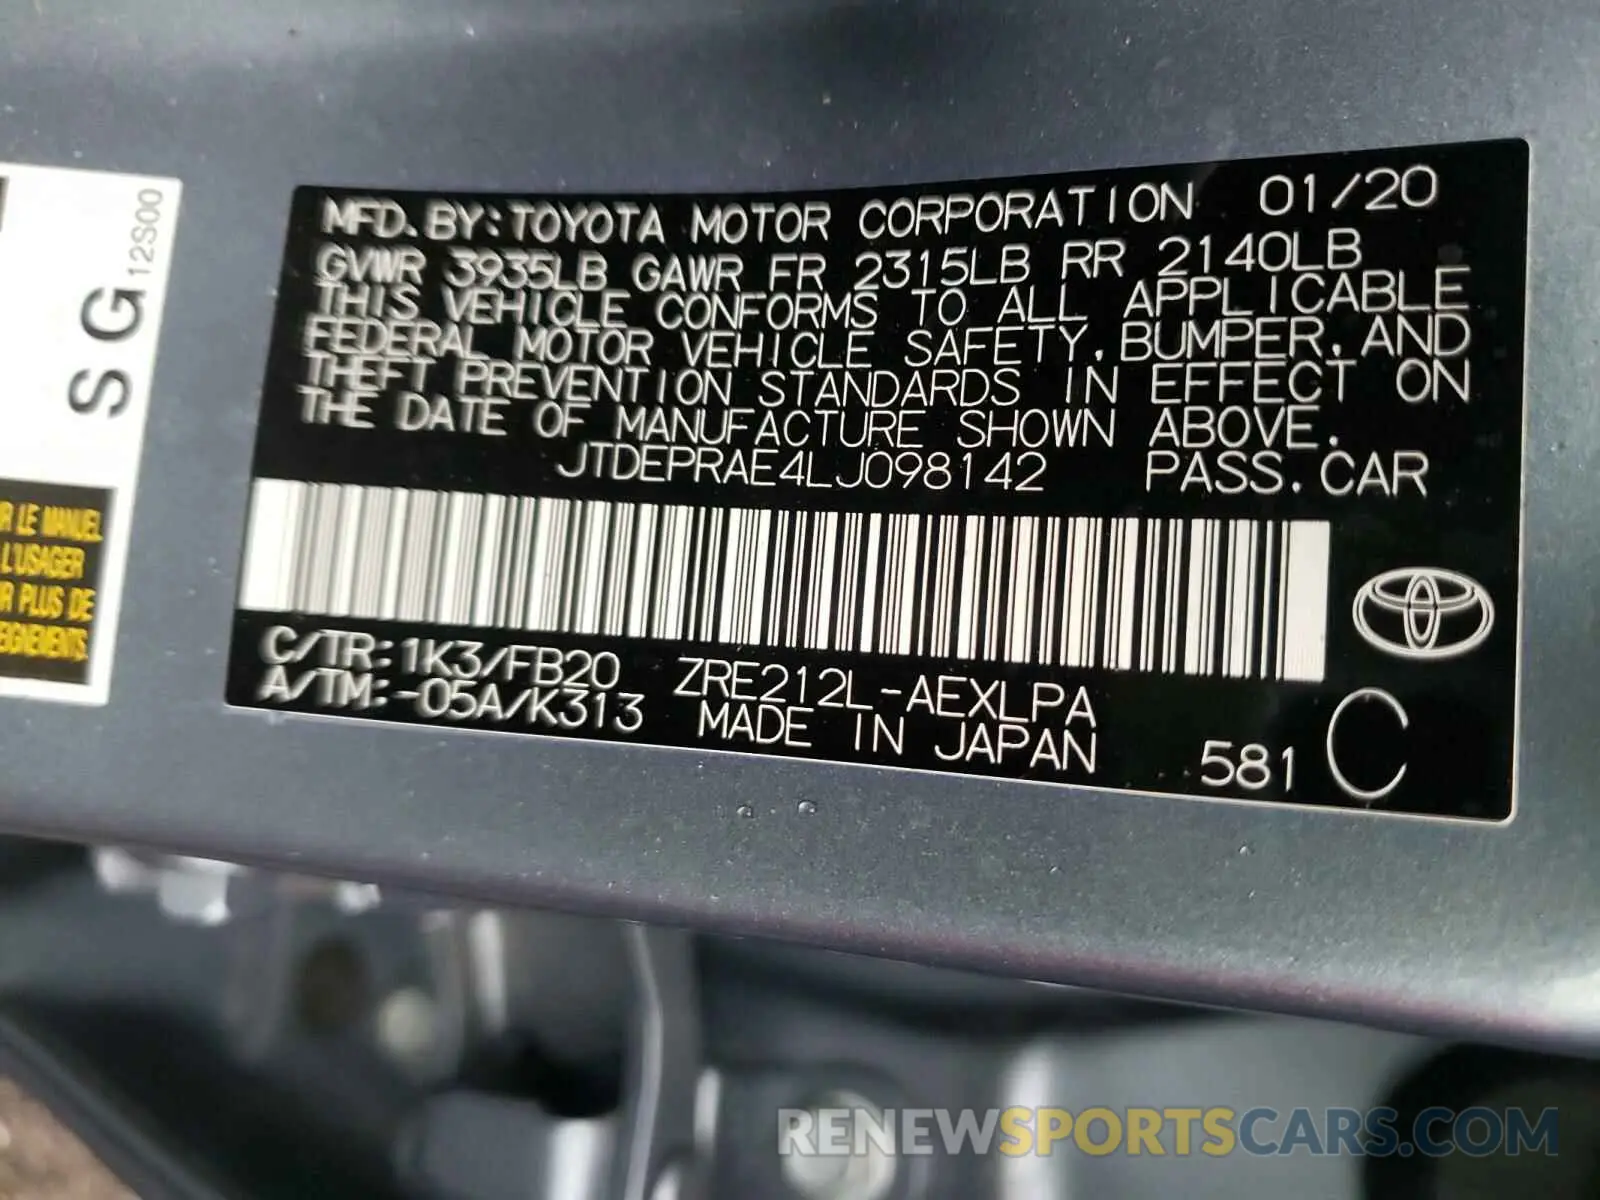 MFD. BY: TOYOTA MOTOR CORPORATION 01/20
GVWR 3935LB GAWR FR 2315LB RR 2140LB
THIS VEHICLE CONFORMS TO ALL APPLICABLE
FEDERAL MOTOR VEHICLE SAFETY, BUMPER, AND
THEFT PREVENTION STANDARDS IN EFFECT ON
THE DATE OF MANUFACTURE SHOWN ABOVE.
JTDEPRAE4LJ098142 PASS. CAR
C/TR: 1K3/FB20 ZRE212L-AEXLPA
A/TM: -05A/K313 MADE IN JAPAN 581 C
SG 12S00
R LE MANUEL
L'USAGER
R PLUS DE
EIGNEMENTS.
RENEWSPORTSCARS.COM